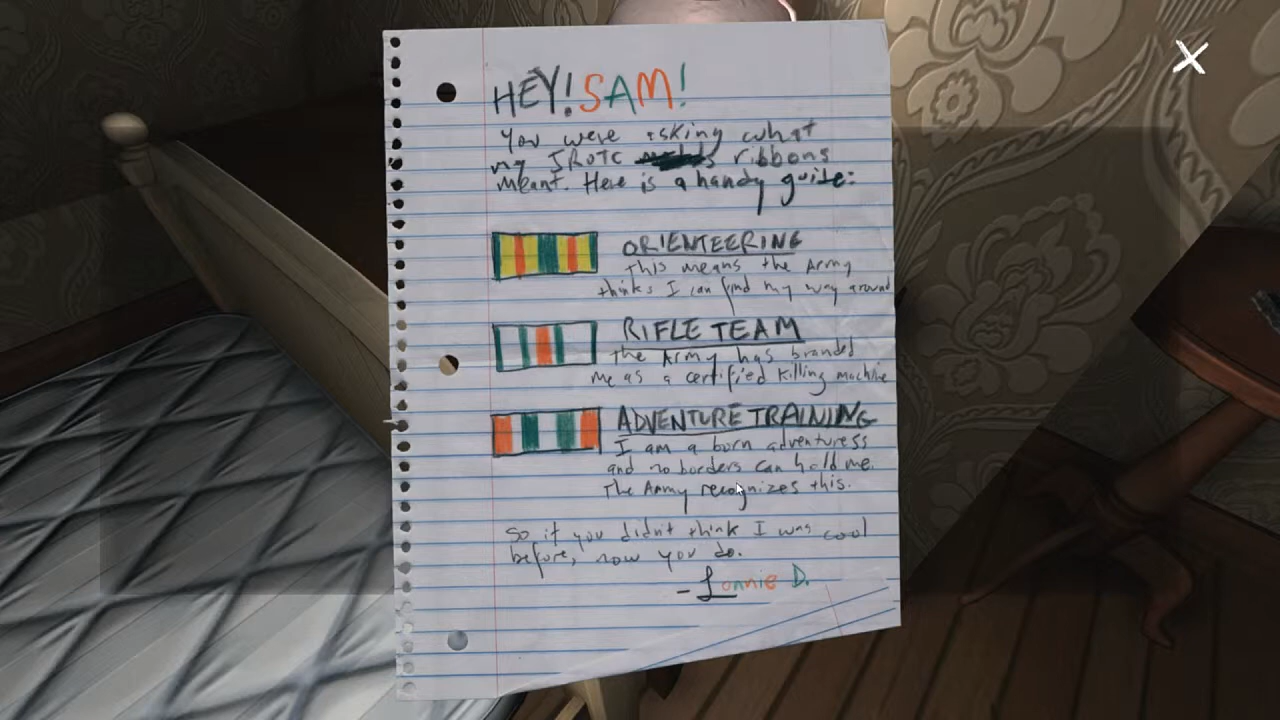 HEY! SAM!
You were asking what
my JROTC ribbons
meant. Here is a handy guide:
ORIENTEERING
This means the Army
thinks I can find my way around
RIFLE TEAM
The Army has branded
me as a certified killing machine
ADVENTURE TRAINING
I am a born adventuress
and no borders can hold me.
The Army recognizes this.
So if you didn't think I was cool
before, now you do.
- Lonnie D.